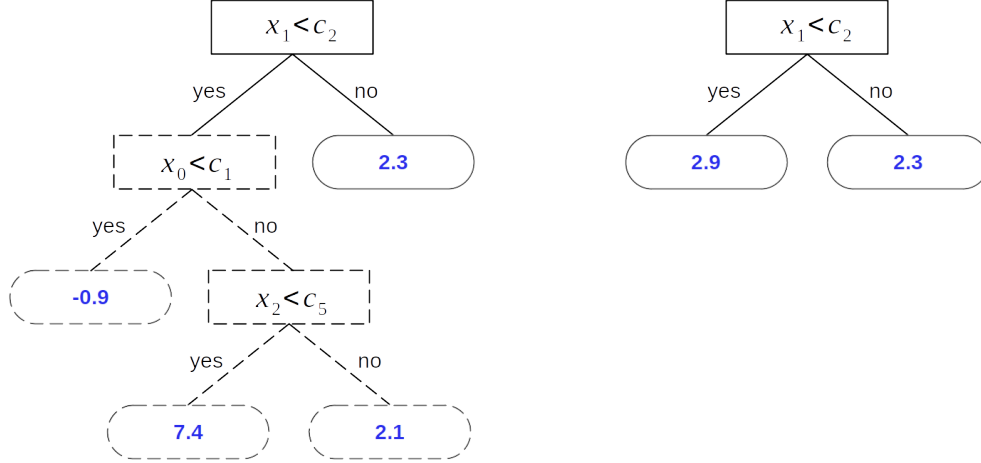 x₁<c₂
yes
no
x₀<c₁
2.3
yes
no
-0.9
x₂<c₅
yes
no
7.4
2.1
x₁<c₂
yes
no
2.9
2.3